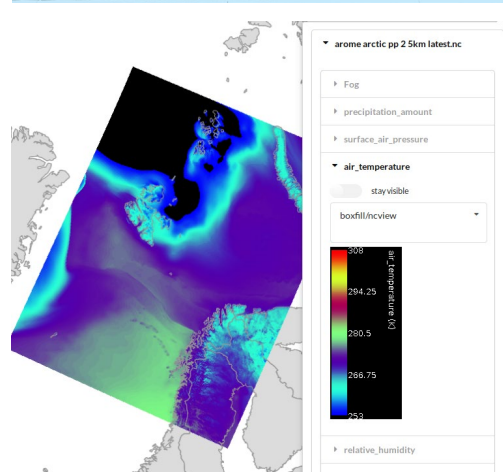 arome arctic pp 2 5km latest.nc
Fog
precipitation_amount
surface_air_pressure
air_temperature
stay visible
boxfill/ncview
308
294.25
280.5
266.75
253
air_temperature (K)
relative_humidity